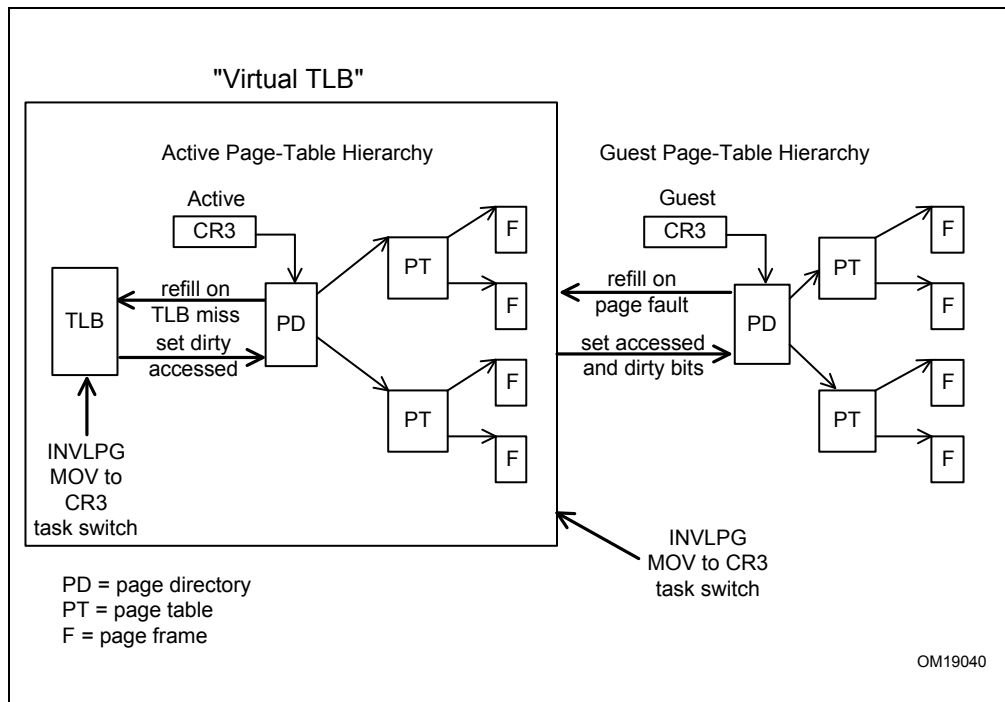 "Virtual TLB"
Active Page-Table Hierarchy
Guest Page-Table Hierarchy
Active
CR3
Guest
CR3
F
F
PT
PT
F
F
TLB
refill on
TLB miss
set dirty
accessed
PD
refill on
page fault
set accessed
and dirty bits
PD
F
F
PT
PT
F
F
INVLPG
MOV to
CR3
task switch
INVLPG
MOV to CR3
task switch
PD = page directory
PT = page table
F = page frame
OM19040